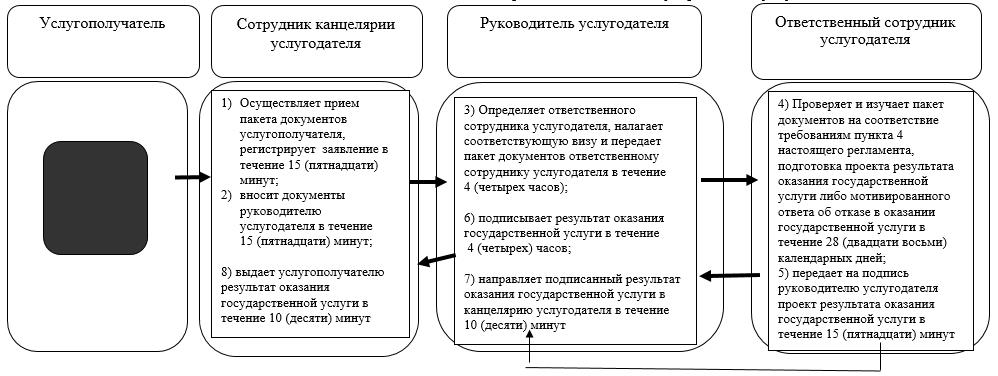 Услугополучатель
Сотрудник канцелярии
услугодателя
Руководитель услугодателя
Ответственный сотрудник
услугодателя
1) Осуществляет прием
пакета документов
услугополучателя,
регистрирует заявление в
течение 15 (пятнадцати)
минут;
2) вносит документы
руководителю
услугодателя в течение
15 (пятнадцати) минут;
8) выдает услугополучателю
результат оказания
государственной услуги в
течение 10 (десяти) минут
3) Определяет ответственного
сотрудника услугодателя, налагает
соответствующую визу и передает
пакет документов ответственному
сотруднику услугодателя в течение
4 (четырех часов);
6) подписывает результат оказания
государственной услуги в течение
4 (четырех) часов;
7) направляет подписанный результат
оказания государственной услуги в
канцелярию услугодателя в течение
10 (десяти) минут
4) Проверяет и изучает пакет
документов на соответствие
требованиям пункта 4
настоящего регламента,
подготовка проекта результата
оказания государственной
услуги либо мотивированного
ответа об отказе в оказании
государственной услуги в
течение 28 (двадцати восьми)
календарных дней;
5) передает на подпись
руководителю услугодателя
проект результата оказания
государственной услуги в
течение 15 (пятнадцати) минут